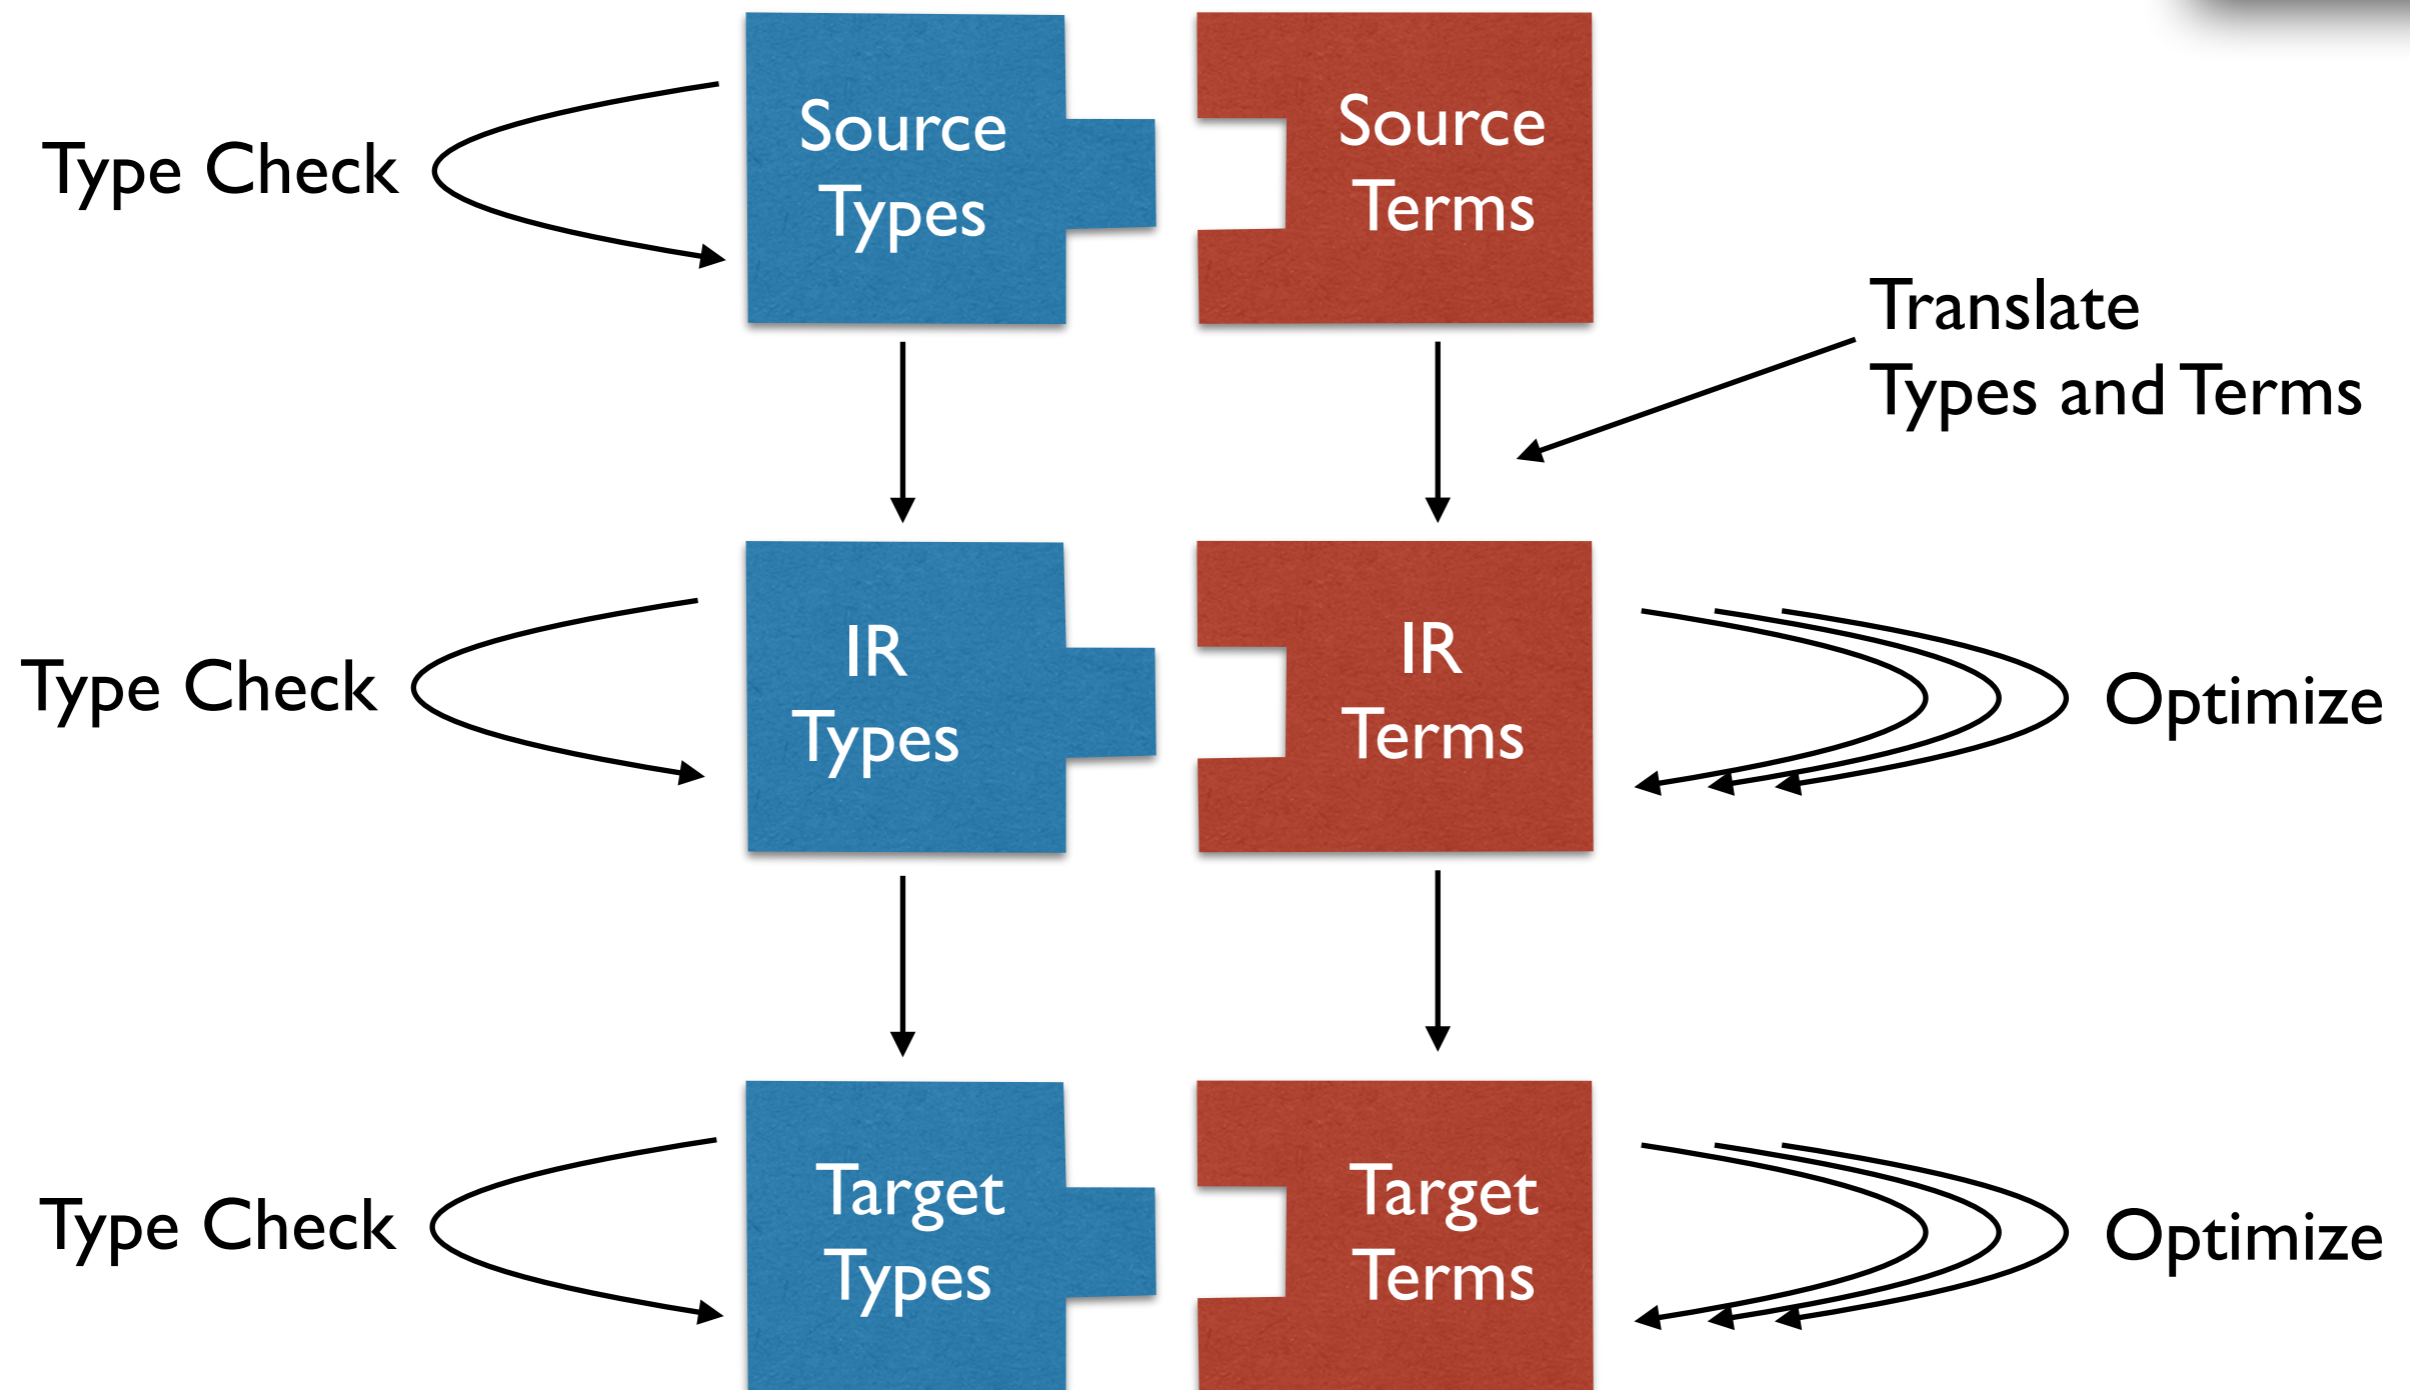 Type Check
Source
Types
Source
Terms
Translate
Types and Terms
Type Check
IR
Types
IR
Terms
Optimize
Type Check
Target
Types
Target
Terms
Optimize